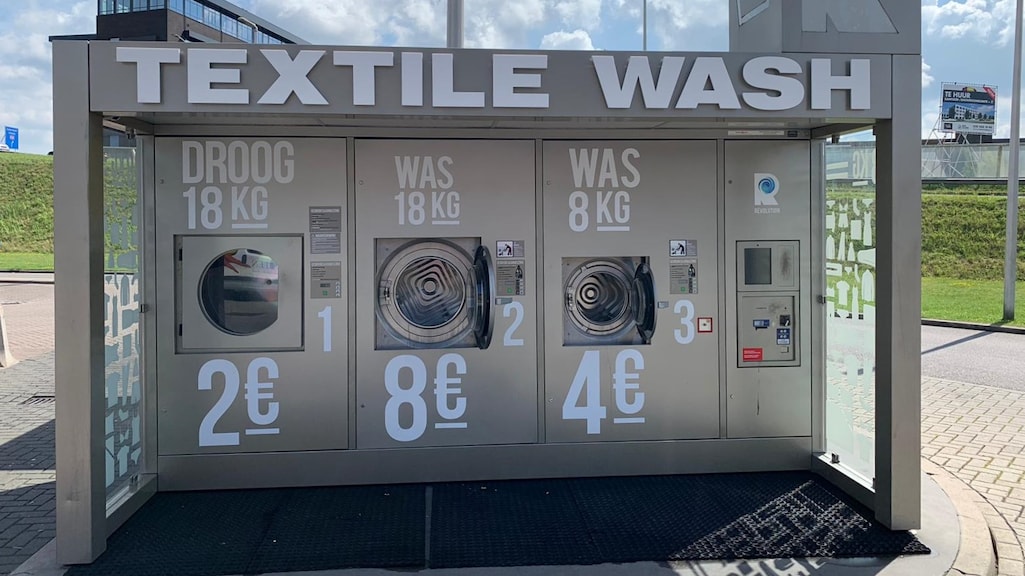 TEXTILE WASH
DROOG
18 KG
1
2€
WAS
18 KG
2
8€
WAS
8 KG
3
4€
REVOLUTION
TE HUUR